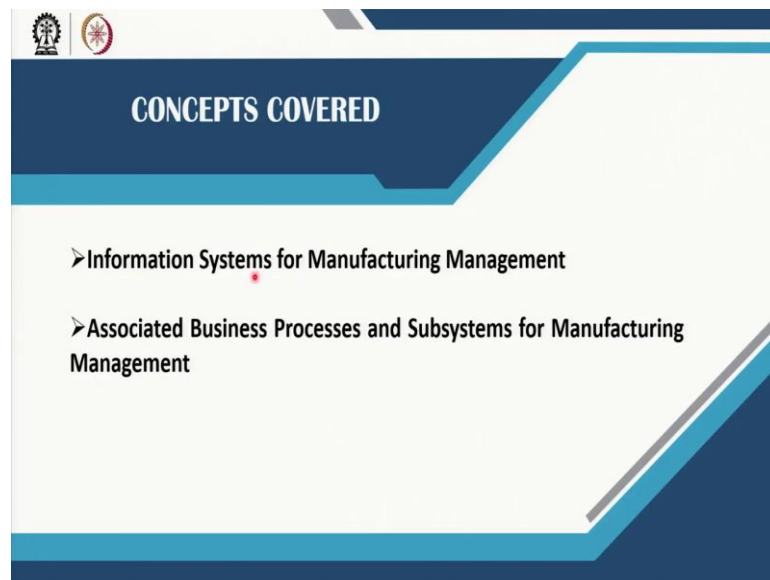 CONCEPTS COVERED
➢Information Systems for Manufacturing Management
➢Associated Business Processes and Subsystems for Manufacturing
Management